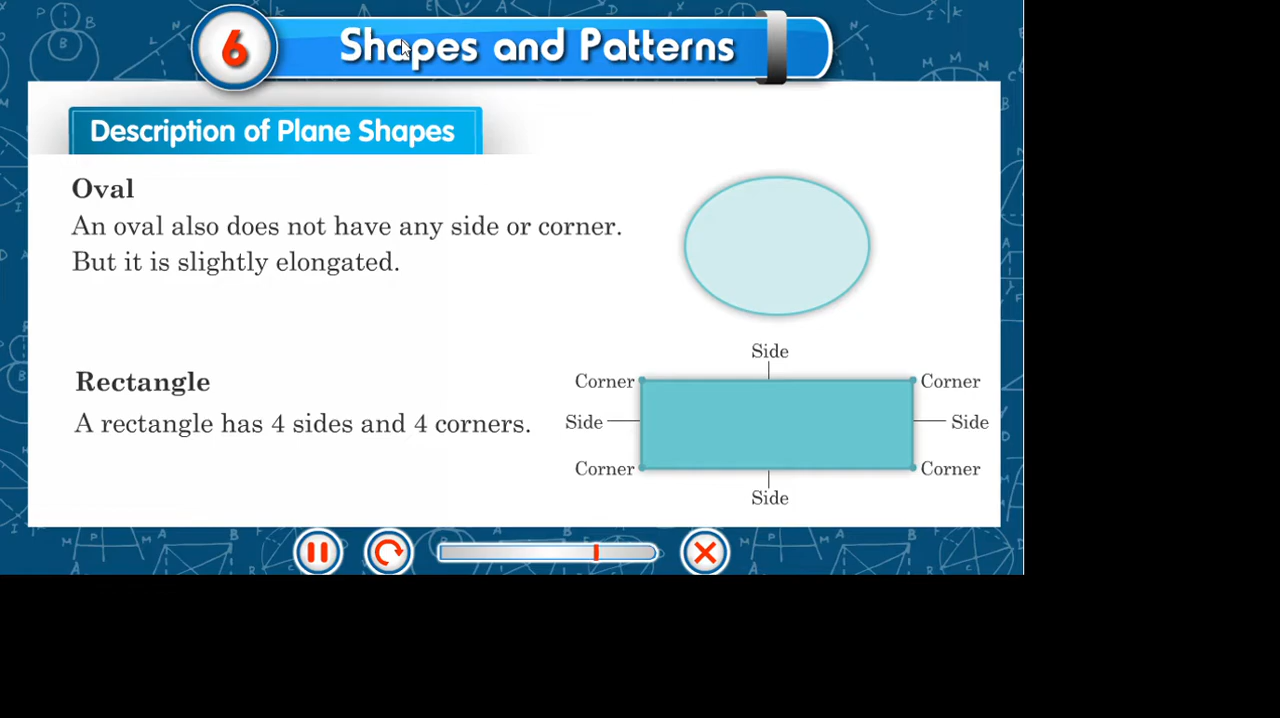 6
Shapes and Patterns
Description of Plane Shapes
Oval
An oval also does not have any side or corner.
But it is slightly elongated.
Rectangle
A rectangle has 4 sides and 4 corners.
Side
Corner
Corner
Side
Side
Corner
Corner
Side